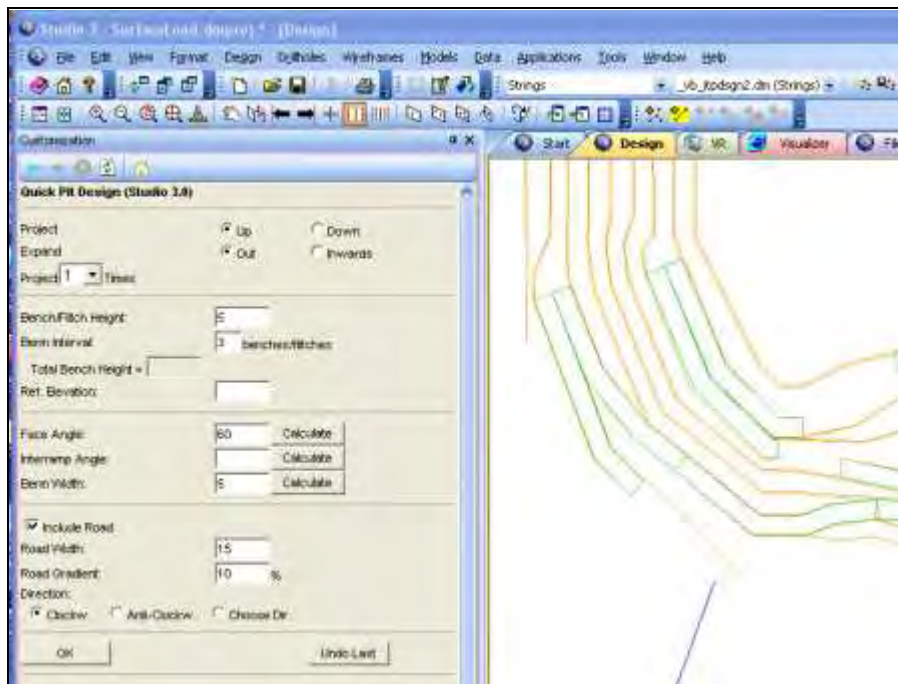 Studio 3 - [Design]
File Edit View Format Design Drillholes Wireframes Models Data Applications Tools Window Help
Strings _vb_itpdsgn2.dm (Strings)
Customization
Start Design VR Visualizer
Quick Pit Design (Studio 3.0)
Project Up Down
Expand Out Inwards
Project 1 Times
Bench/Flitch Height: 5
Berm Interval: 3 benches/flitches
Total Bench Height =
Ref. Elevation:
Face Angle: 60 Calculate
Interramp Angle: Calculate
Berm Width: 5 Calculate
Include Road
Road Width: 15
Road Gradient: 10 %
Direction:
Clockw Anti-Clockw Choose Dir
OK Undo Last